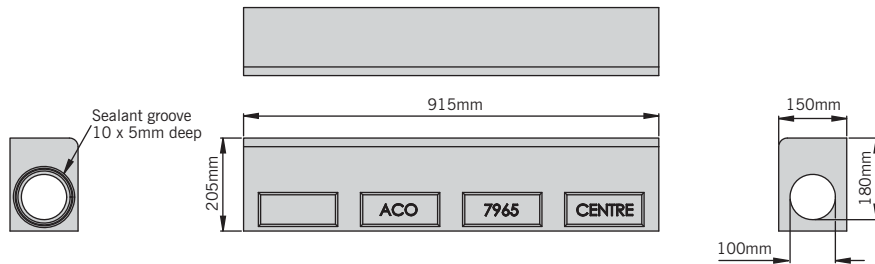 915mm
150mm
Sealant groove
10 x 5mm deep
205mm
180mm
ACO
7965
CENTRE
100mm